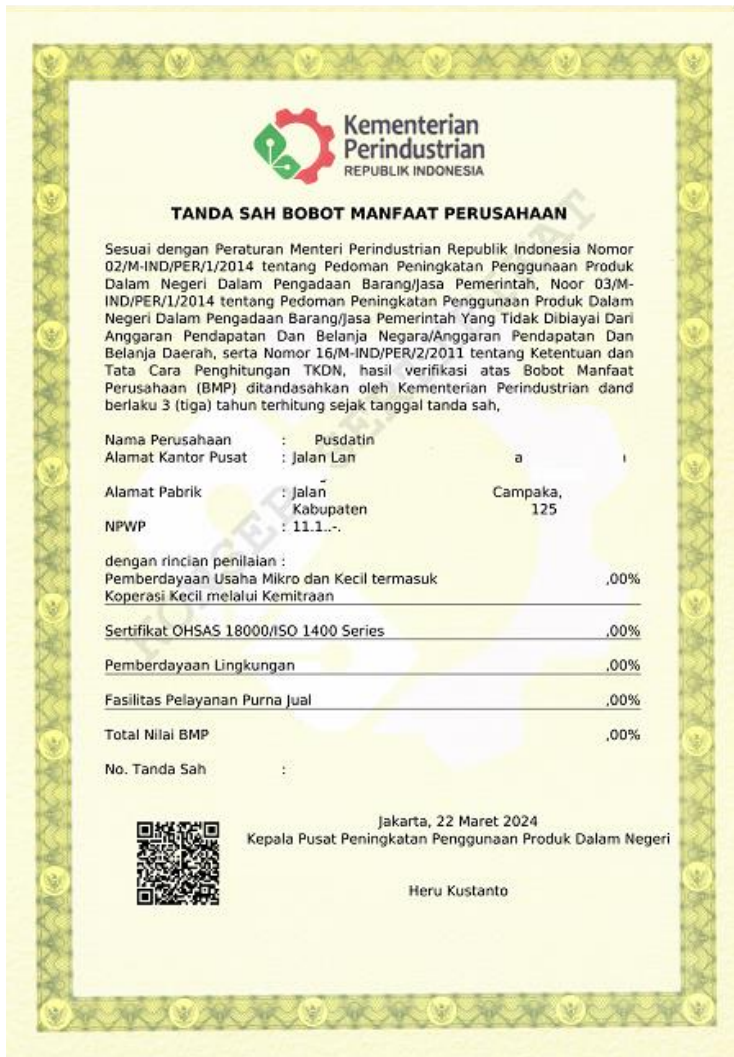 Kementerian
Perindustrian
REPUBLIK INDONESIA
TANDA SAH BOBOT MANFAAT PERUSAHAAN
Sesuai dengan Peraturan Menteri Perindustrian Republik Indonesia Nomor
02/M-IND/PER/1/2014 tentang Pedoman Peningkatan Penggunaan Produk
Dalam Negeri Dalam Pengadaan Barang/Jasa Pemerintah, Noor 03/M-
IND/PER/1/2014 tentang Pedoman Peningkatan Penggunaan Produk Dalam
Negeri Dalam Pengadaan Barang/Jasa Pemerintah Yang Tidak Dibiayai Dari
Anggaran Pendapatan Dan Belanja Negara/Anggaran Pendapatan Dan
Belanja Daerah, serta Nomor 16/M-IND/PER/2/2011 tentang Ketentuan dan
Tata Cara Penghitungan TKDN, hasil verifikasi atas Bobot Manfaat
Perusahaan (BMP) ditandasahkan oleh Kementerian Perindustrian dand
berlaku 3 (tiga) tahun terhitung sejak tanggal tanda sah,
Nama Perusahaan : Pusdatin
Alamat Kantor Pusat : Jalan Lan a
Alamat Pabrik : Jalan Campaka,
Kabupaten 125
NPWP : 11.1..-.
dengan rincian penilaian :
Pemberdayaan Usaha Mikro dan Kecil termasuk ,00%
Koperasi Kecil melalui Kemitraan
Sertifikat OHSAS 18000/ISO 1400 Series ,00%
Pemberdayaan Lingkungan ,00%
Fasilitas Pelayanan Purna Jual ,00%
Total Nilai BMP ,00%
No. Tanda Sah :
Jakarta, 22 Maret 2024
Kepala Pusat Peningkatan Penggunaan Produk Dalam Negeri
Heru Kustanto